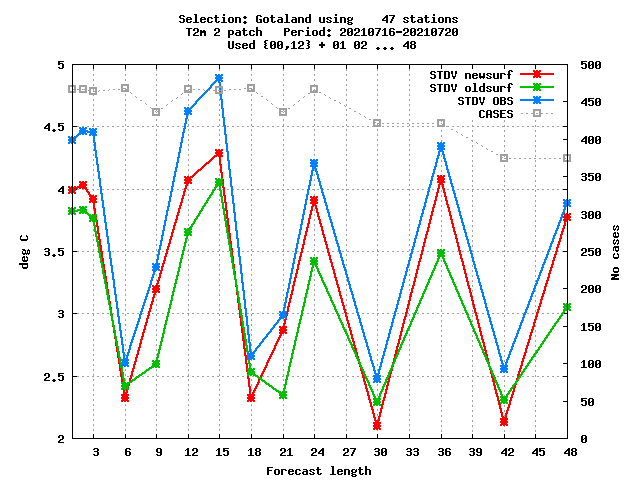 Selection: Gotaland using    47 stations
T2m 2 patch   Period: 20210716-20210720
Used {00,12} + 01 02 ... 48
STDV newsurf
STDV oldsurf
STDV OBS
CASES
deg C
5
4.5
4
3.5
3
2.5
2
No cases
500
450
400
350
300
250
200
150
100
50
0
3 6 9 12 15 18 21 24 27 30 33 36 39 42 45 48
Forecast length